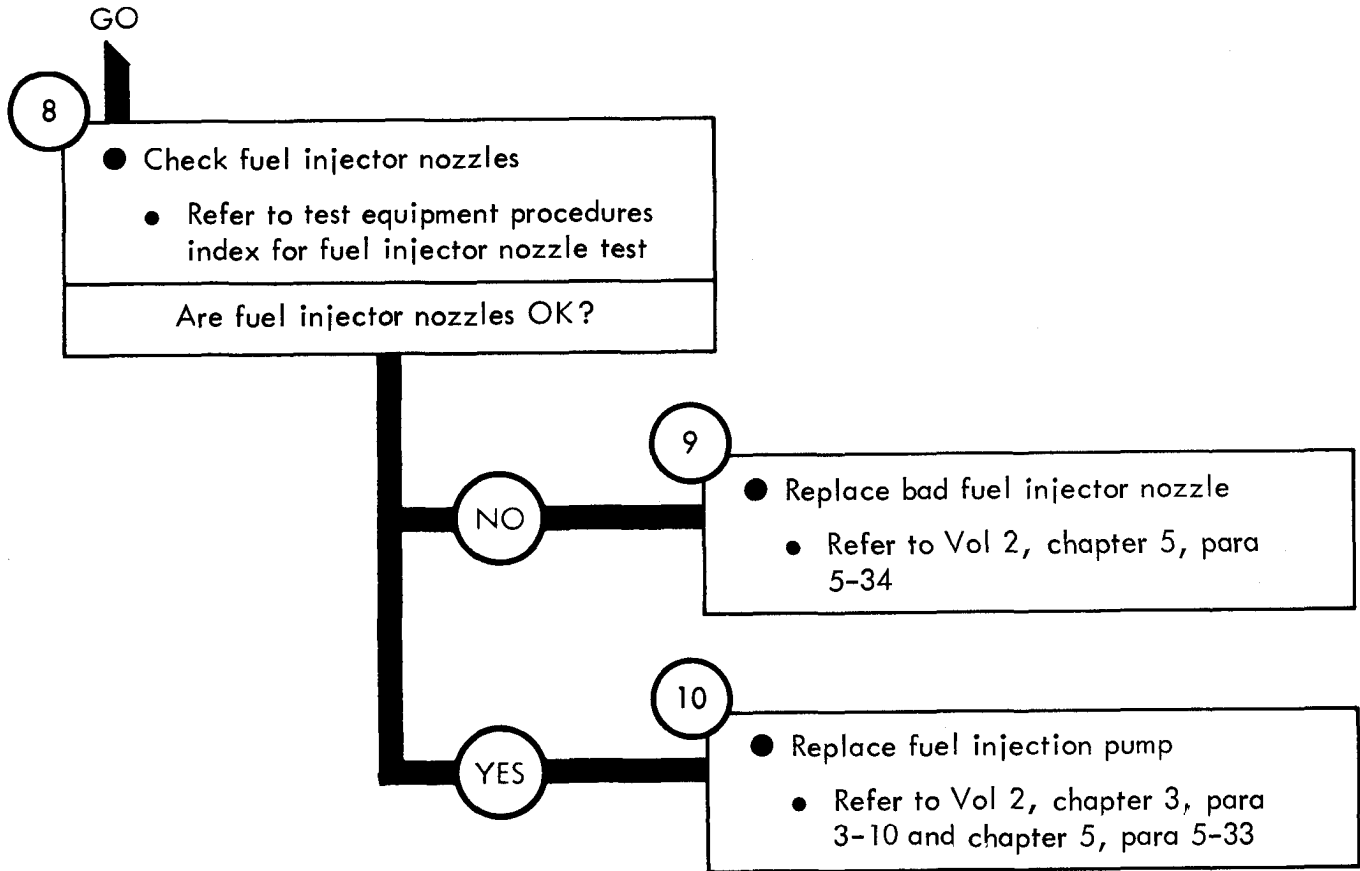 GO
8
● Check fuel injector nozzles
● Refer to test equipment procedures
index for fuel injector nozzle test
Are fuel injector nozzles OK?
9
NO
● Replace bad fuel injector nozzle
● Refer to Vol 2, chapter 5, para
5-34
10
YES
● Replace fuel injection pump
● Refer to Vol 2, chapter 3, para
3-10 and chapter 5, para 5-33